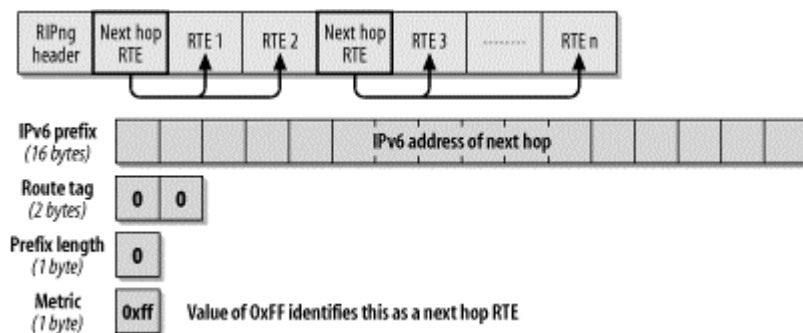 RIPng header
Next hop RTE
RTE 1
RTE 2
Next hop RTE
RTE 3
........
RTE n
IPv6 prefix
(16 bytes)
IPv6 address of next hop
Route tag
(2 bytes)
0 0
Prefix length
(1 byte)
0
Metric
(1 byte)
0xff
Value of 0xFF identifies this as a next hop RTE